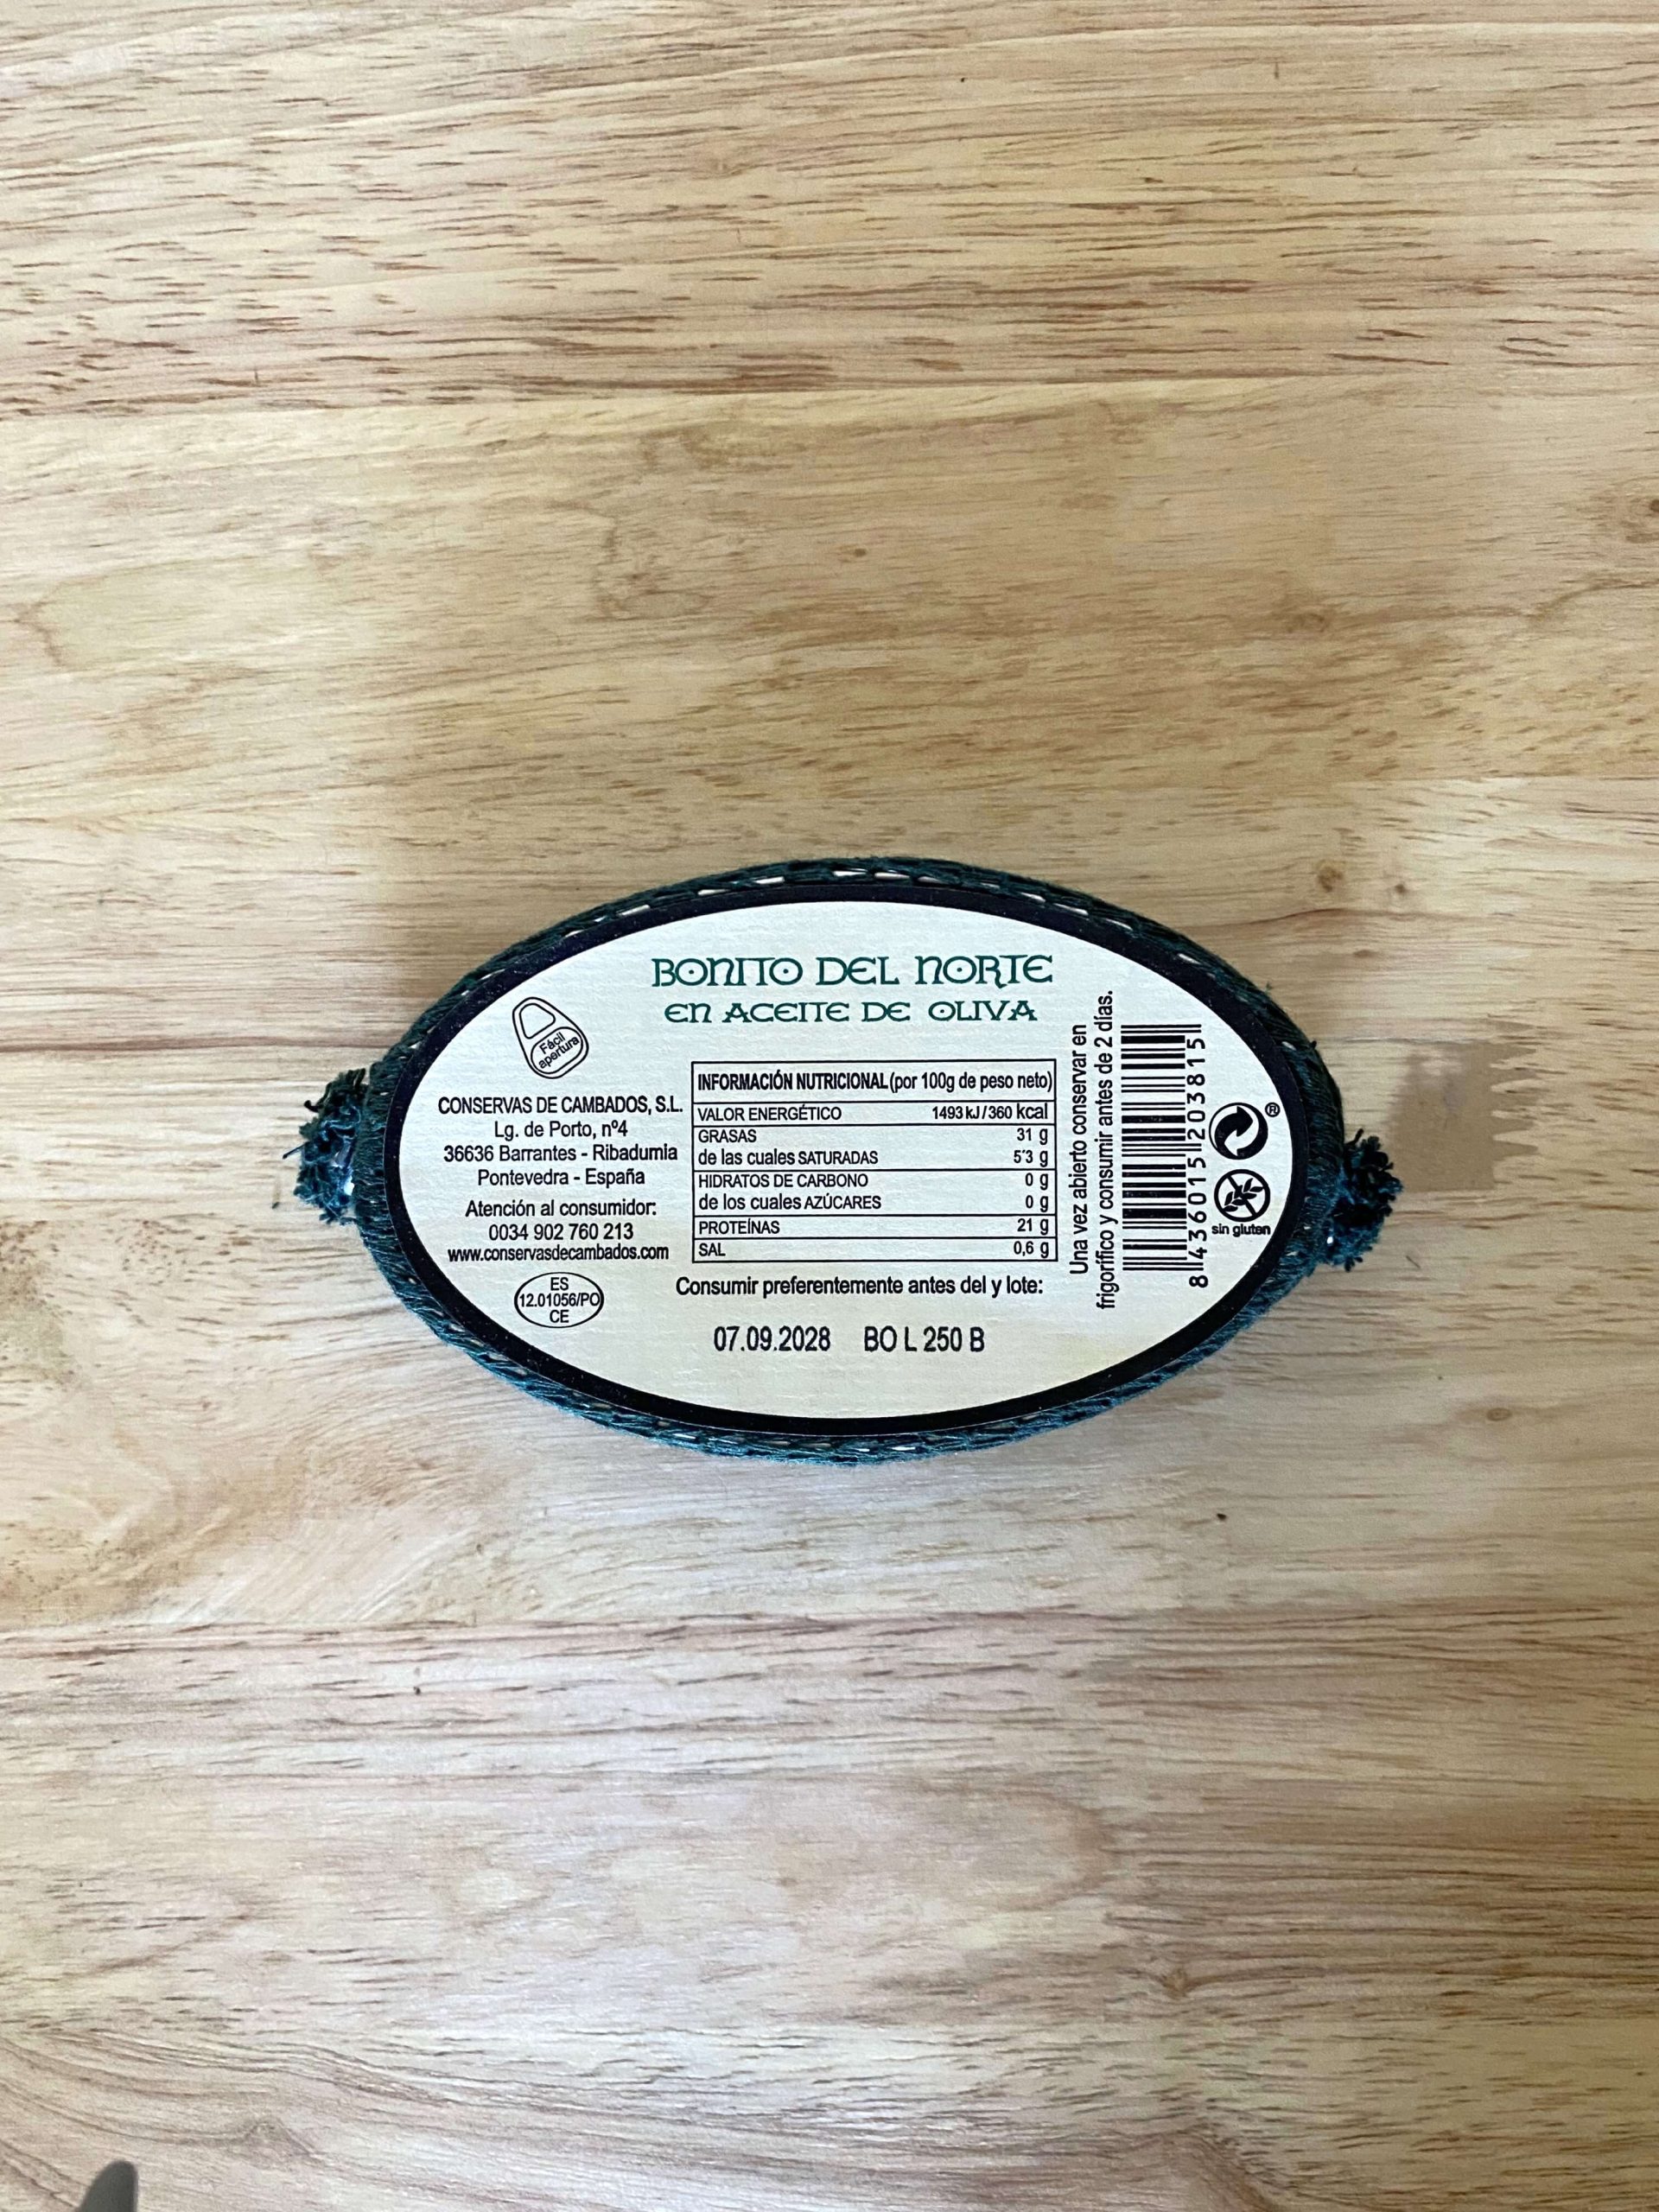 BONITO DEL NORTE
EN ACEITE DE OLIVA
Fácil
apertura
CONSERVAS DE CAMBADOS, S.L.
Lg. de Porto, nº4
36636 Barrantes - Ribadumia
Pontevedra - España
Atención al consumidor:
0034 902 760 213
www.conservasdecambados.com
ES
12.01056/PO
CE
INFORMACIÓN NUTRICIONAL (por 100g de peso neto)
VALOR ENERGÉTICO 1493 kJ/360 kcal
GRASAS 31 g
de las cuales SATURADAS 5'3 g
HIDRATOS DE CARBONO 0 g
de los cuales AZÚCARES 0 g
PROTEÍNAS 21 g
SAL 0,6 g
Consumir preferentemente antes del y lote:
07.09.2028 BO L 250 B
Una vez abierto conservar en
frigorífico y consumir antes de 2 días.
8 436015 203815
®
sin gluten